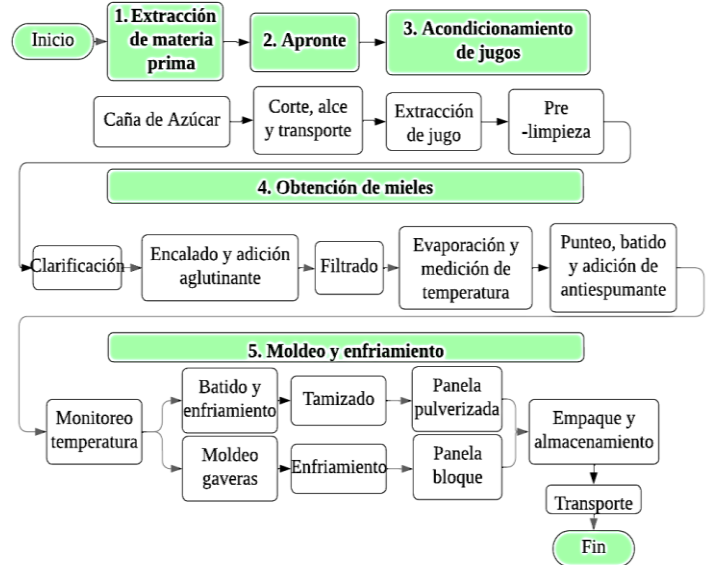 Inicio
1. Extracción
de materia
prima
2. Apronte
3. Acondicionamiento
de jugos
Caña de Azúcar
Corte, alce
y transporte
Extracción
de jugo
Pre
-limpieza
4. Obtención de mieles
Clarificación
Encalado y adición
aglutinante
Filtrado
Evaporación y
medición de
temperatura
Punteo, batido
y adición de
antiespumante
5. Moldeo y enfriamiento
Monitoreo
temperatura
Batido y
enfriamiento
Tamizado
Panela
pulverizada
Moldeo
gaveras
Enfriamiento
Panela
bloque
Empaque y
almacenamiento
Transporte
Fin